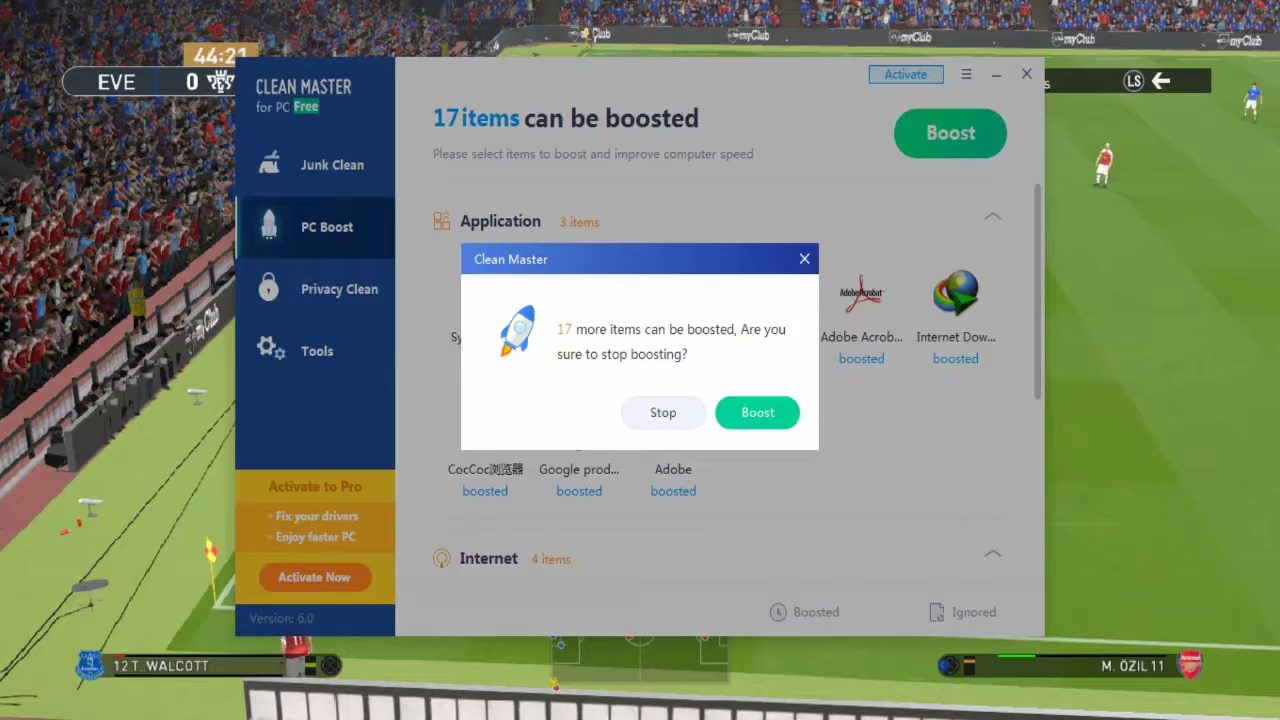 myClub
myClub
myClub
myClub
44:21
EVE 0
s
LS
CLEAN MASTER
for PC Free
Junk Clean
PC Boost
Privacy Clean
Tools
Activate to Pro
- Fix your drivers
- Enjoy faster PC
Activate Now
Version: 6.0
Activate
17 items can be boosted
Please select items to boost and improve computer speed
Boost
Application 3 items
Sy
Adobe Acrob...
boosted
Internet Dow...
boosted
Clean Master
17 more items can be boosted, Are you
sure to stop boosting?
Stop
Boost
CocCoc浏览器
boosted
Google prod...
boosted
Adobe
boosted
Internet 4 items
Boosted
Ignored
12 T. WALCOTT
M. ÖZIL 11
Arsenal